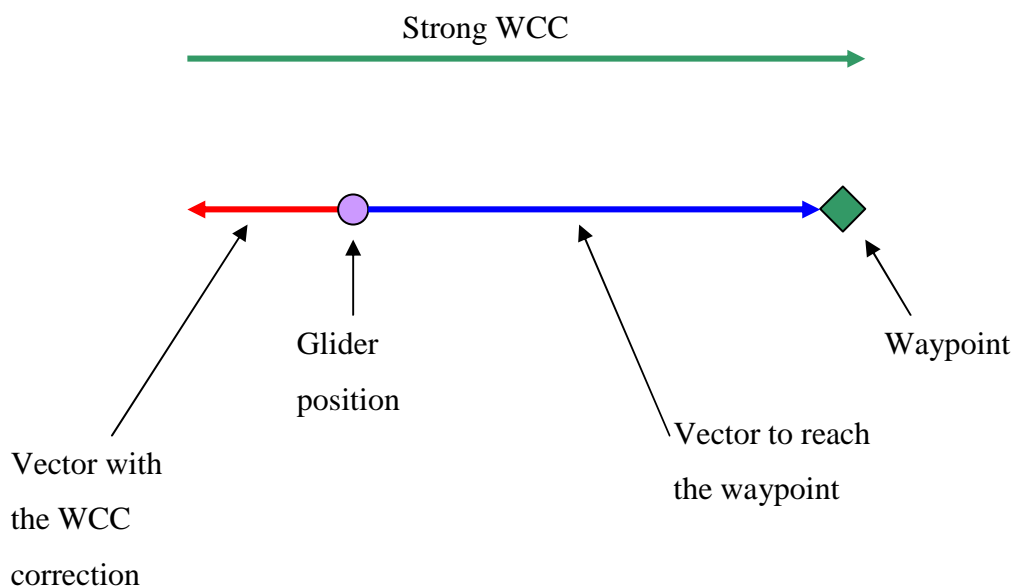 Strong WCC
Glider
position
Waypoint
Vector to reach
the waypoint
Vector with
the WCC
correction